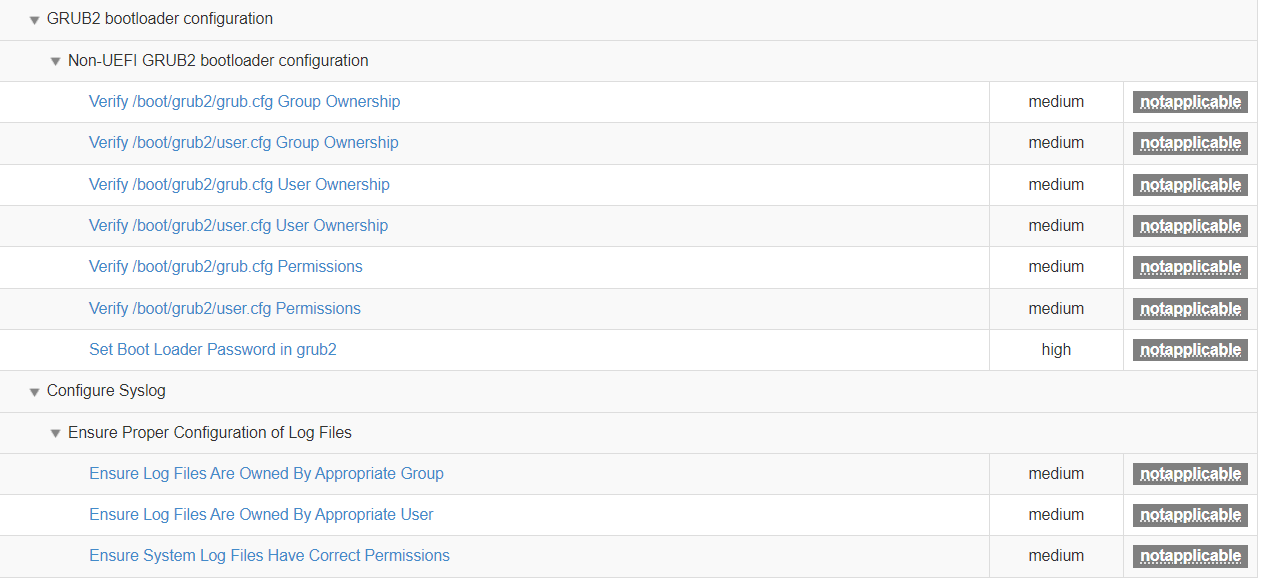 GRUB2 bootloader configuration
Non-UEFI GRUB2 bootloader configuration
Verify /boot/grub2/grub.cfg Group Ownership medium notapplicable
Verify /boot/grub2/user.cfg Group Ownership medium notapplicable
Verify /boot/grub2/grub.cfg User Ownership medium notapplicable
Verify /boot/grub2/user.cfg User Ownership medium notapplicable
Verify /boot/grub2/grub.cfg Permissions medium notapplicable
Verify /boot/grub2/user.cfg Permissions medium notapplicable
Set Boot Loader Password in grub2 high notapplicable
Configure Syslog
Ensure Proper Configuration of Log Files
Ensure Log Files Are Owned By Appropriate Group medium notapplicable
Ensure Log Files Are Owned By Appropriate User medium notapplicable
Ensure System Log Files Have Correct Permissions medium notapplicable